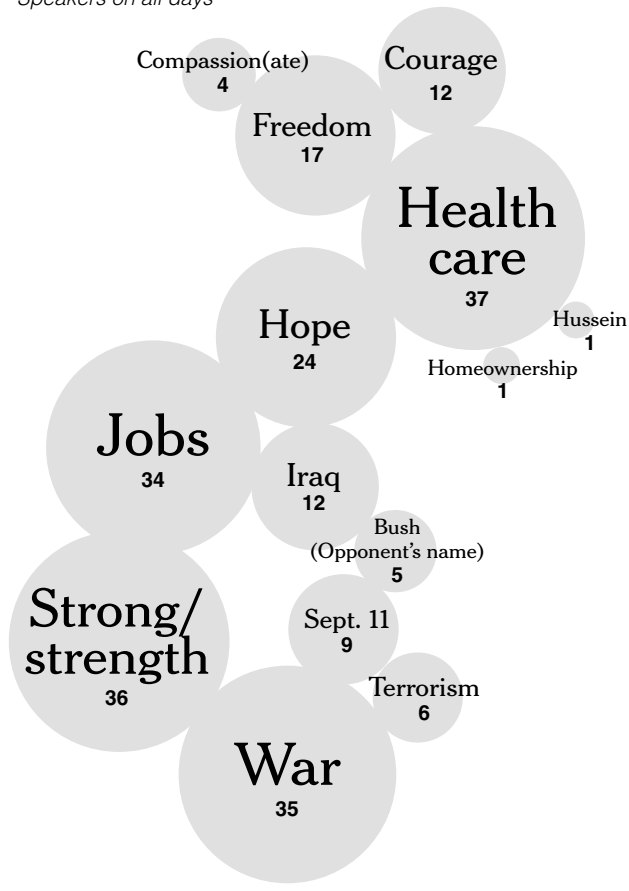 Speakers on all days
Compassion(ate)
4
Courage
12
Freedom
17
Health
care
37
Hussein
1
Homeownership
1
Hope
24
Jobs
34
Iraq
12
Bush
(Opponent’s name)
5
Strong/
strength
36
Sept. 11
9
Terrorism
6
War
35